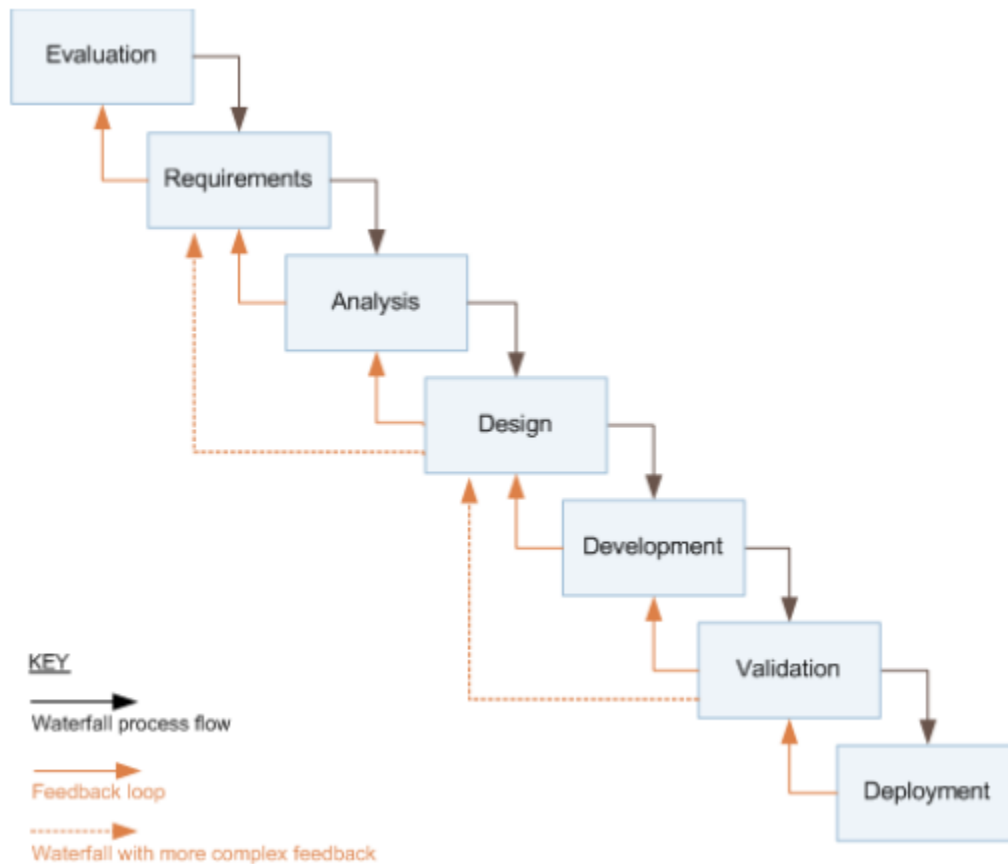 Evaluation
Requirements
Analysis
Design
Development
Validation
Deployment
KEY
Waterfall process flow
Feedback loop
Waterfall with more complex feedback